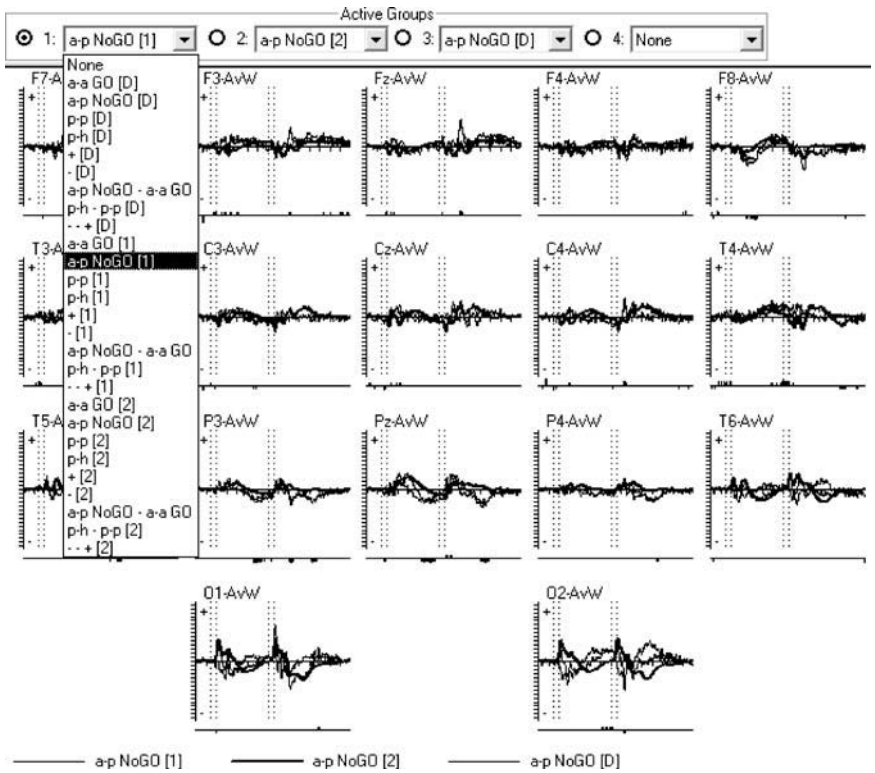 Active Groups
1: a-p NoGO [1] 2: a-p NoGO [2] 3: a-p NoGO [D] 4: None
None
a-a GO [D]
a-p NoGO [D]
p-p [D]
p-h [D]
+ [D]
- [D]
a-p NoGO - a-a GO
p-h - p-p [D]
- - + [D]
a-a GO [1]
a-p NoGO [1]
p-p [1]
p-h [1]
+ [1]
- [1]
a-p NoGO - a-a GO
p-h - p-p [1]
- - + [1]
a-a GO [2]
a-p NoGO [2]
p-p [2]
p-h [2]
+ [2]
- [2]
a-p NoGO - a-a GO
p-h - p-p [2]
- - + [2]
F7-A F3-AvW Fz-AvW F4-AvW F8-AvW
T3-A C3-AvW Cz-AvW C4-AvW T4-AvW
T5-A P3-AvW Pz-AvW P4-AvW T6-AvW
O1-AvW O2-AvW
a-p NoGO [1] a-p NoGO [2] a-p NoGO [D]